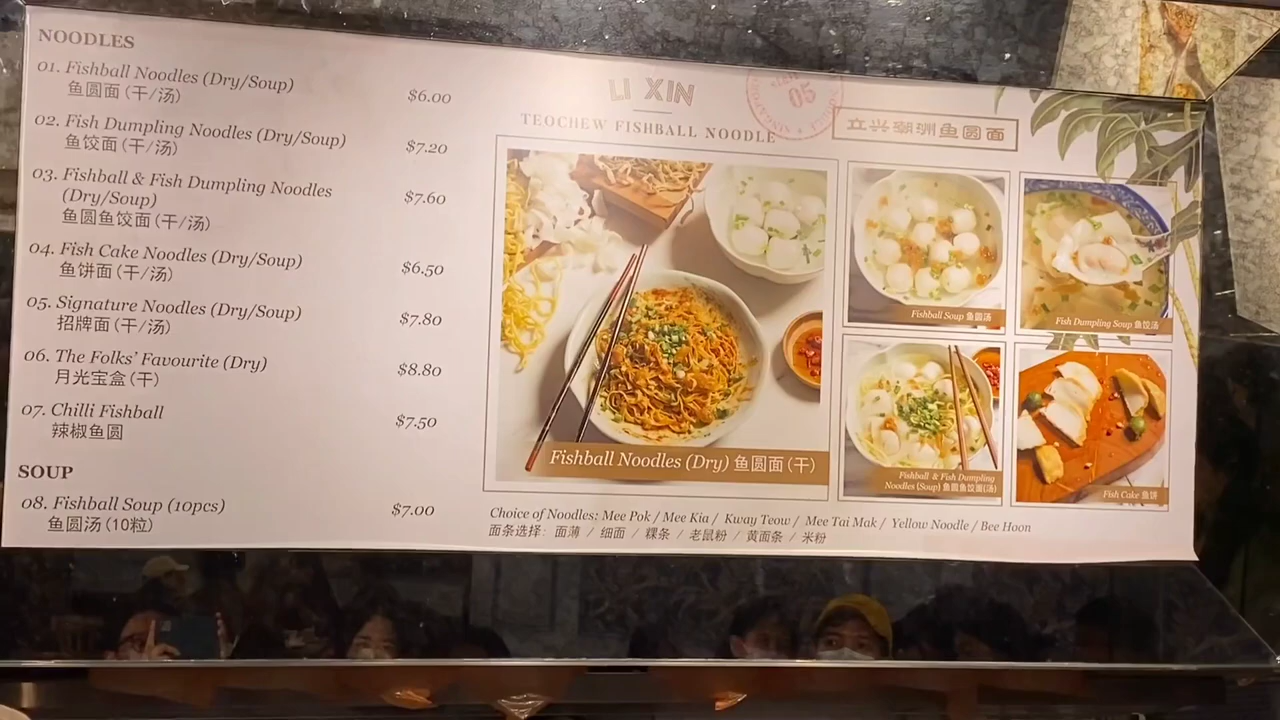 NOODLES
01. Fishball Noodles (Dry/Soup)
鱼圆面(干/汤)
$6.00
02. Fish Dumpling Noodles (Dry/Soup)
鱼饺面(干/汤)
$7.20
03. Fishball & Fish Dumpling Noodles
(Dry/Soup)
鱼圆鱼饺面(干/汤)
$7.60
04. Fish Cake Noodles (Dry/Soup)
鱼饼面(干/汤)
$6.50
05. Signature Noodles (Dry/Soup)
招牌面(干/汤)
$7.80
06. The Folks' Favourite (Dry)
月光宝盒(干)
$8.80
07. Chilli Fishball
辣椒鱼圆
$7.50
SOUP
08. Fishball Soup (10pcs)
鱼圆汤(10粒)
$7.00
LI XIN
TEOCHEW FISHBALL NOODLE
05
立兴潮洲鱼圆面
Fishball Noodles (Dry) 鱼圆面(干)
Fishball Soup 鱼圆汤
Fish Dumpling Soup 鱼饺汤
Fishball & Fish Dumpling
Noodles (Soup) 鱼圆鱼饺面(汤)
Fish Cake 鱼饼
Choice of Noodles: Mee Pok / Mee Kia / Kway Teow / Mee Tai Mak / Yellow Noodle / Bee Hoon
面条选择: 面薄 / 细面 / 粿条 / 老鼠粉 / 黄面条 / 米粉